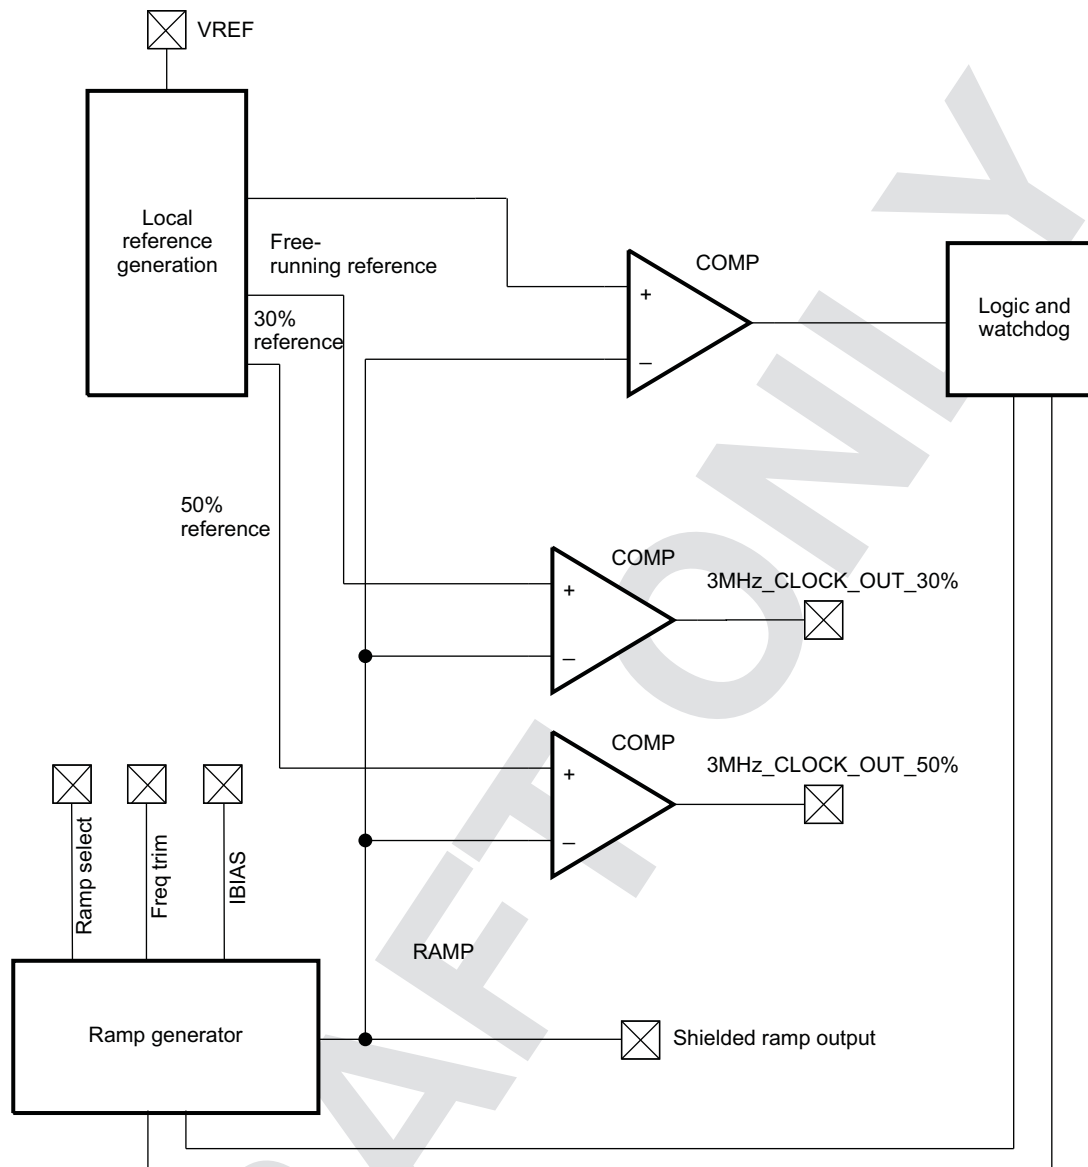 VREF
Local
reference
generation
Free-
running reference
30%
reference
50%
reference
COMP
+
–
Logic and
watchdog
COMP
+
–
3MHz_CLOCK_OUT_30%
COMP
+
–
3MHz_CLOCK_OUT_50%
Ramp select
Freq trim
IBIAS
RAMP
Ramp generator
Shielded ramp output
RAFT ONLY